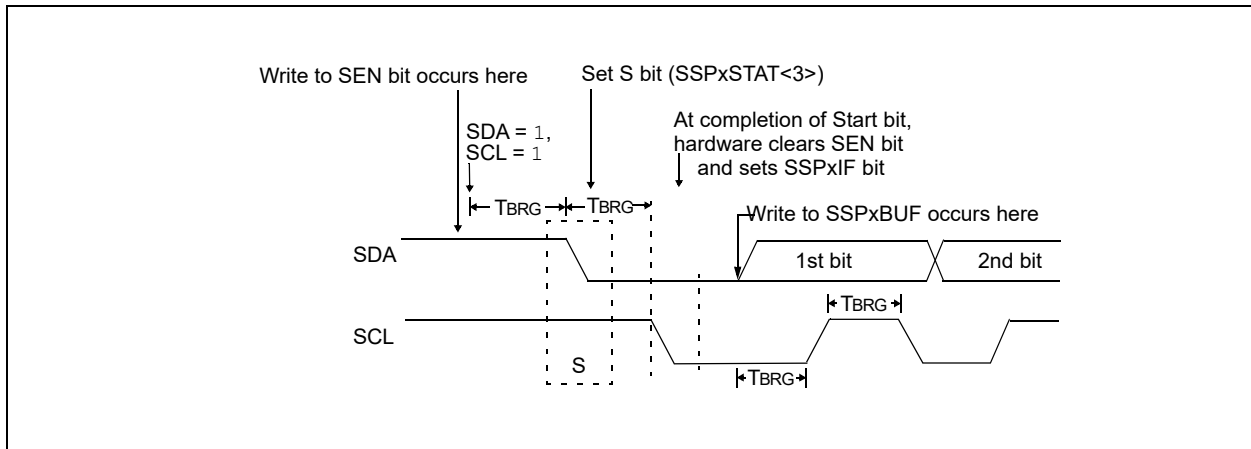 Write to SEN bit occurs here
Set S bit (SSPxSTAT<3>)
SDA = 1,
SCL = 1
At completion of Start bit,
hardware clears SEN bit
and sets SSPxIF bit
TBRG
TBRG
Write to SSPxBUF occurs here
SDA
1st bit
2nd bit
TBRG
SCL
S
TBRG